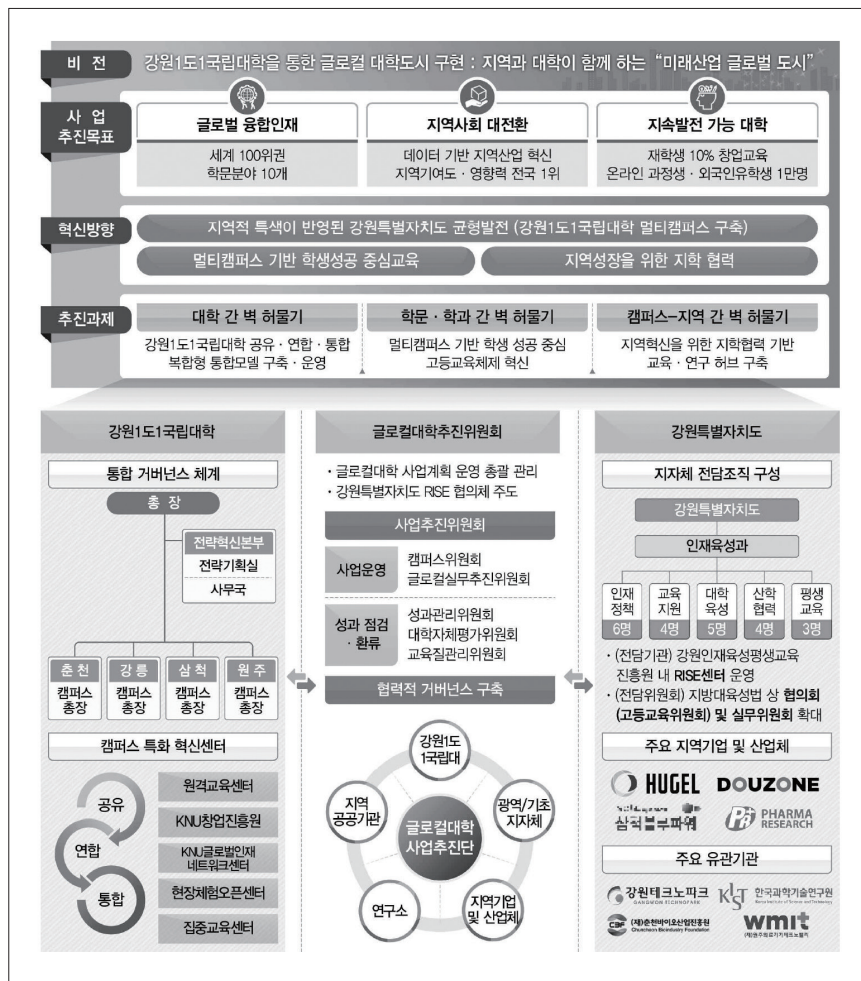 비 전
강원1도1국립대학을 통한 글로컬 대학도시 구현 : 지역과 대학이 함께 하는 “미래산업 글로벌 도시”
사 업
추진목표
글로벌 융합인재
세계 100위권
학문분야 10개
지역사회 대전환
데이터 기반 지역산업 혁신
지역기여도 · 영향력 전국 1위
지속발전 가능 대학
재학생 10% 창업교육
온라인 과정생 · 외국인유학생 1만명
혁신방향
지역적 특색이 반영된 강원특별자치도 균형발전 (강원1도1국립대학 멀티캠퍼스 구축)
멀티캠퍼스 기반 학생성공 중심교육
지역성장을 위한 지학 협력
추진과제
대학 간 벽 허물기
강원1도1국립대학 공유 · 연합 · 통합
복합형 통합모델 구축 · 운영
학문 · 학과 간 벽 허물기
멀티캠퍼스 기반 학생 성공 중심
고등교육체제 혁신
캠퍼스-지역 간 벽 허물기
지역혁신을 위한 지학협력 기반
교육 · 연구 허브 구축
강원1도1국립대학
통합 거버넌스 체계
총 장
전략혁신본부
전략기획실
사무국
춘 천
캠퍼스
총장
강 릉
캠퍼스
총장
삼 척
캠퍼스
총장
원 주
캠퍼스
총장
캠퍼스 특화 혁신센터
공유
연합
통합
원격교육센터
KNU창업진흥원
KNU글로벌인재
네트워크센터
현장체험오픈센터
집중교육센터
글로컬대학추진위원회
· 글로컬대학 사업계획 운영 총괄 관리
· 강원특별자치도 RISE 협의체 주도
사업추진위원회
사업운영
캠퍼스위원회
글로컬실무추진위원회
성과 점검
· 환류
성과관리위원회
대학자체평가위원회
교육질관리위원회
협력적 거버넌스 구축
강원1도
1국립대
지역
공공기관
광역/기초
지자체
글로컬대학
사업추진단
연구소
지역기업
및 산업체
강원특별자치도
지자체 전담조직 구성
강원특별자치도
인재육성과
인재
정책
6명
교육
지원
4명
대학
육성
5명
산학
협력
4명
평생
교육
3명
· (전담기관) 강원인재육성평생교육
진흥원 내 RISE센터 운영
· (전담위원회) 지방대육성법 상 협의회
(고등교육위원회) 및 실무위원회 확대
주요 지역기업 및 산업체
HUGEL
DOUZONE
삼척블루파워
PHARMA
RESEARCH
주요 유관기관
강원테크노파크
GANGWON TECHNOPARK
KIST 한국과학기술연구원
CBF (재)춘천바이오산업진흥원
Chuncheon Bioindustry Foundation
wmit
(재)원주의료기기테크노밸리